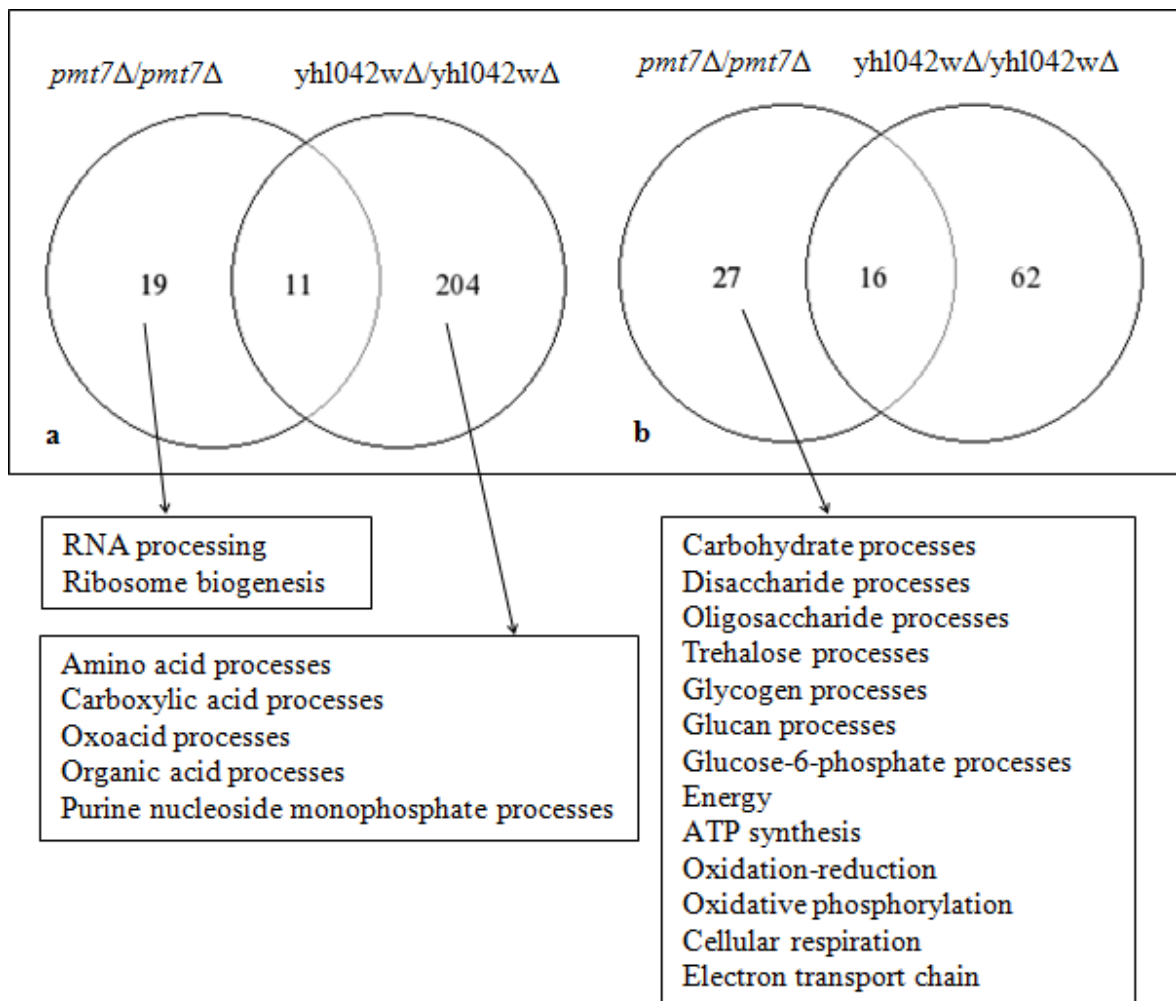 pmt7Δ/pmt7Δ yhl042wΔ/yhl042wΔ
19 11 204
a
pmt7Δ/pmt7Δ yhl042wΔ/yhl042wΔ
27 16 62
b
RNA processing
Ribosome biogenesis
Amino acid processes
Carboxylic acid processes
Oxoacid processes
Organic acid processes
Purine nucleoside monophosphate processes
Carbohydrate processes
Disaccharide processes
Oligosaccharide processes
Trehalose processes
Glycogen processes
Glucan processes
Glucose-6-phosphate processes
Energy
ATP synthesis
Oxidation-reduction
Oxidative phosphorylation
Cellular respiration
Electron transport chain